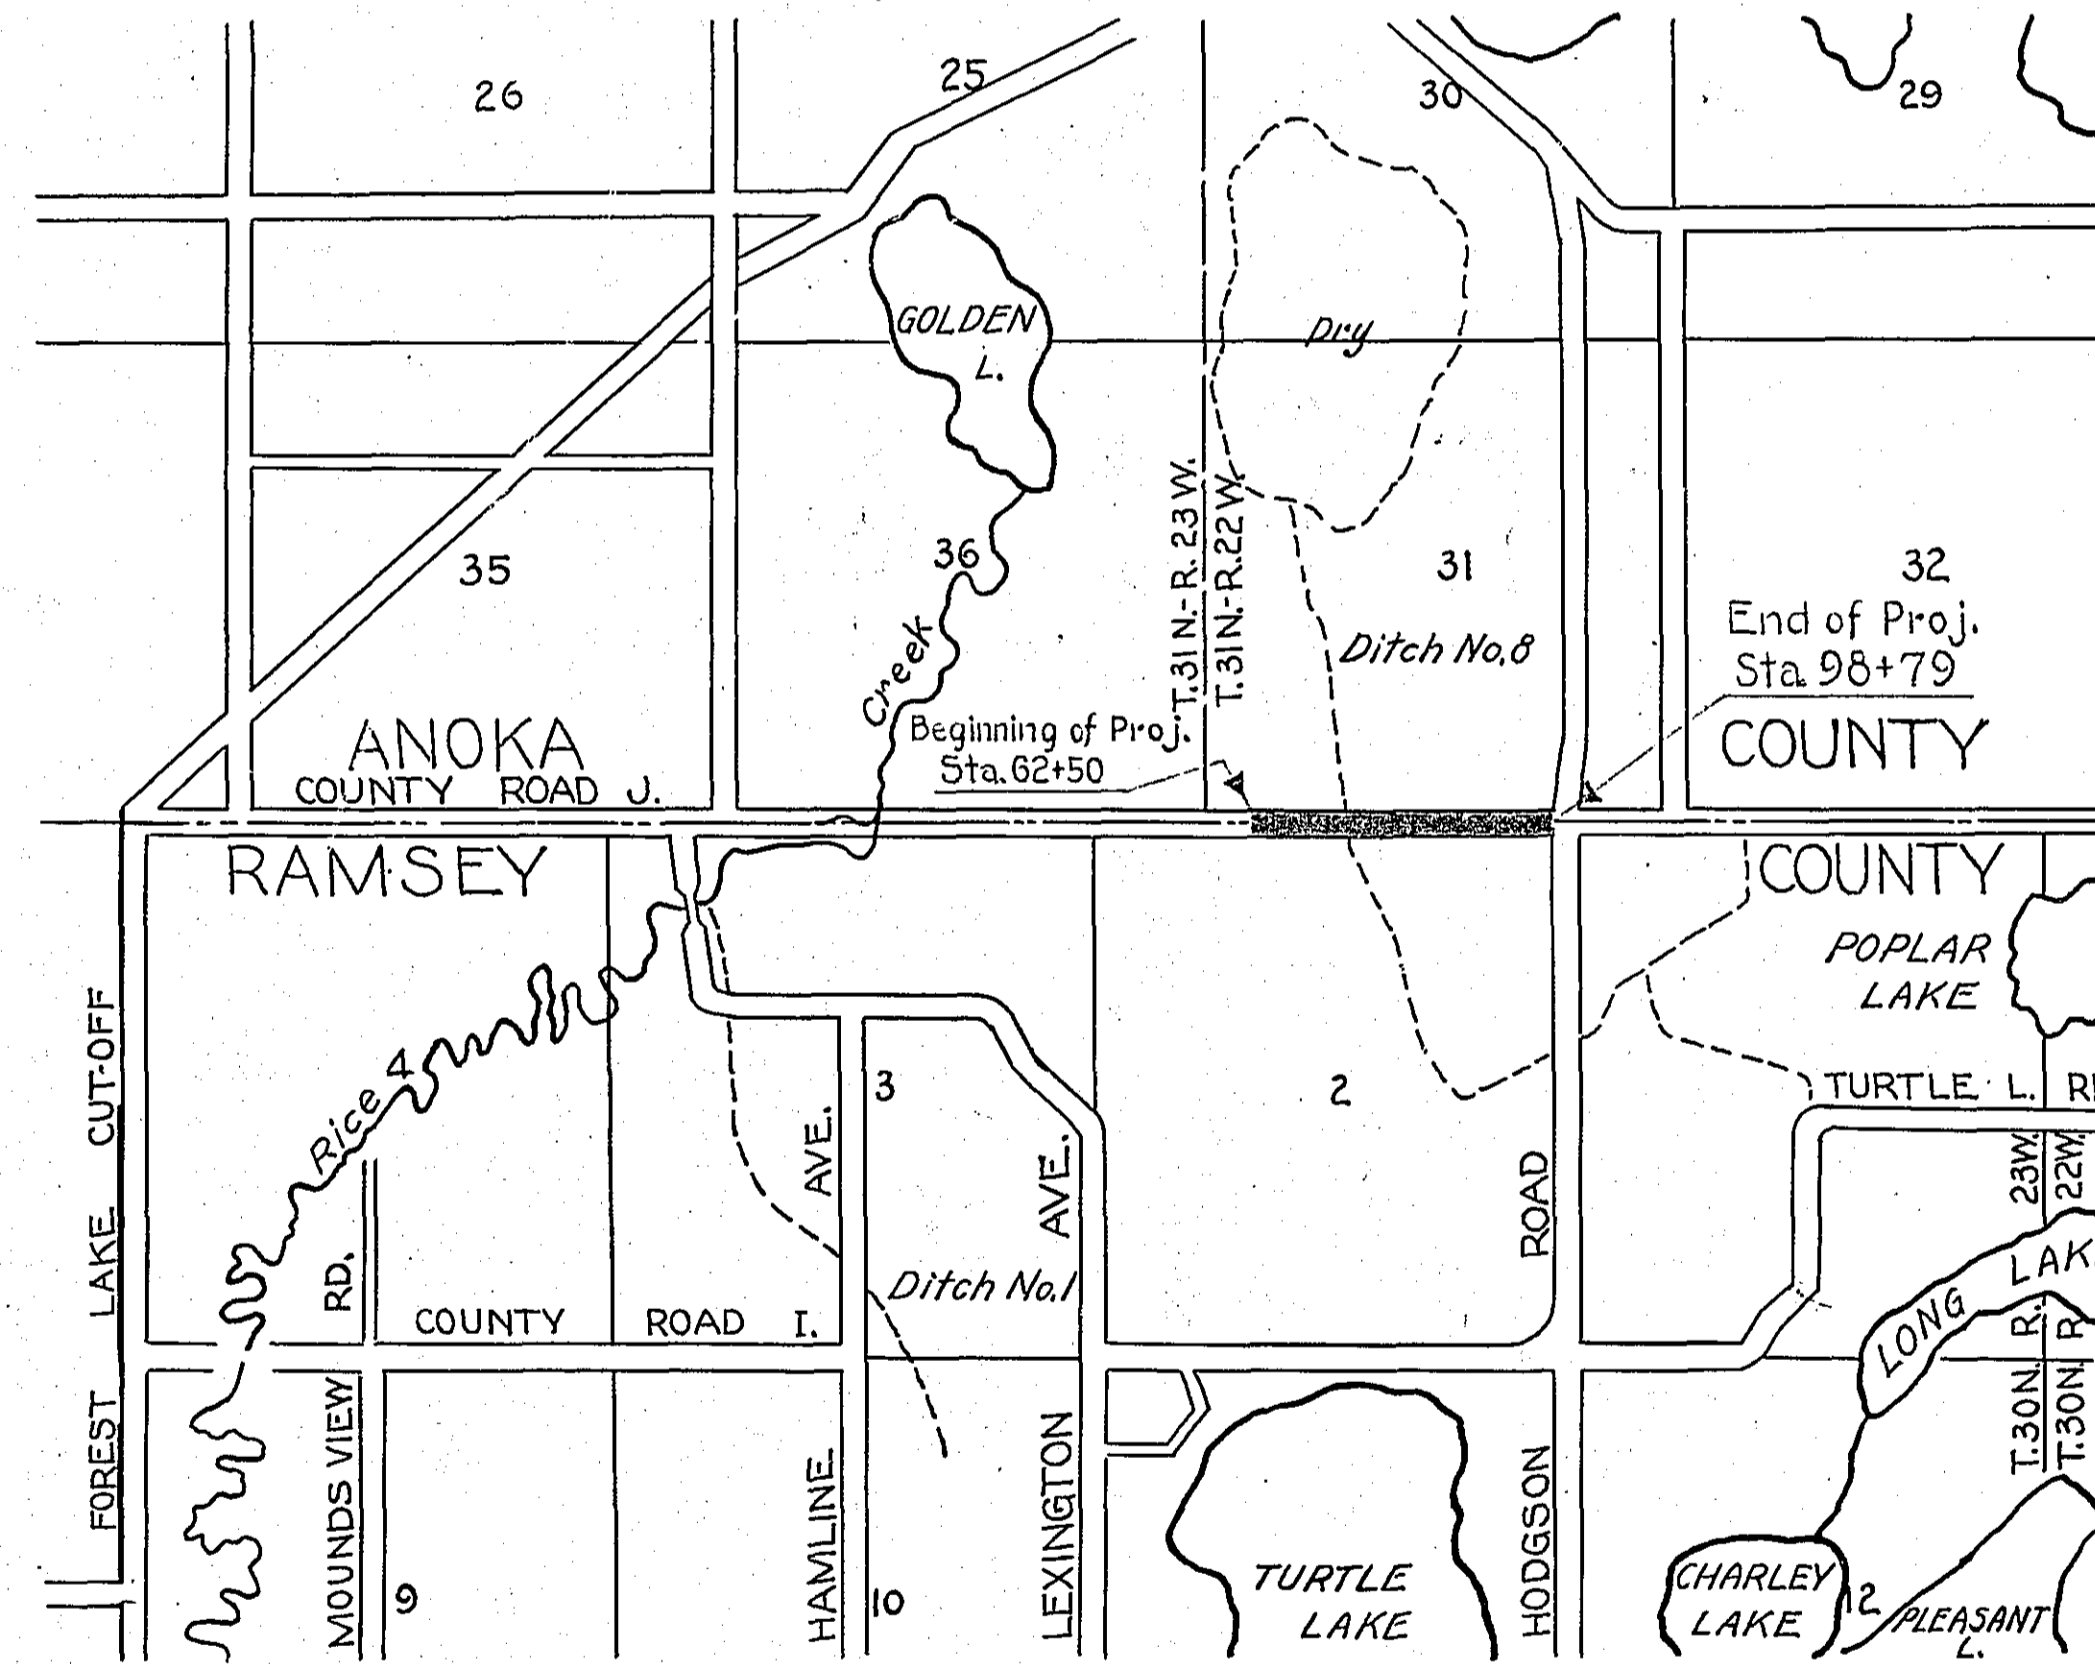 26
25
30
29
GOLDEN
L.
Dry
T.31N.-R.23W.
T.31N.-R.22W.
35
36
31
32
Creek
Ditch No.8
End of Proj.
Sta. 98+79
Beginning of Proj.
Sta. 62+50
ANOKA
COUNTY
COUNTY ROAD J.
RAMSEY
COUNTY
POPLAR
LAKE
FOREST LAKE CUT-OFF
Rice
4
3
2
TURTLE L.
AVE.
AVE.
ROAD
23W.
22W.
RD.
Ditch No.1
COUNTY ROAD I.
LONG
T.30N. R.
T.30N. R.
MOUNDS VIEW
HAMLINE
LEXINGTON
HODGSON
9
10
TURTLE
LAKE
CHARLEY
LAKE
12
PLEASANT
L.